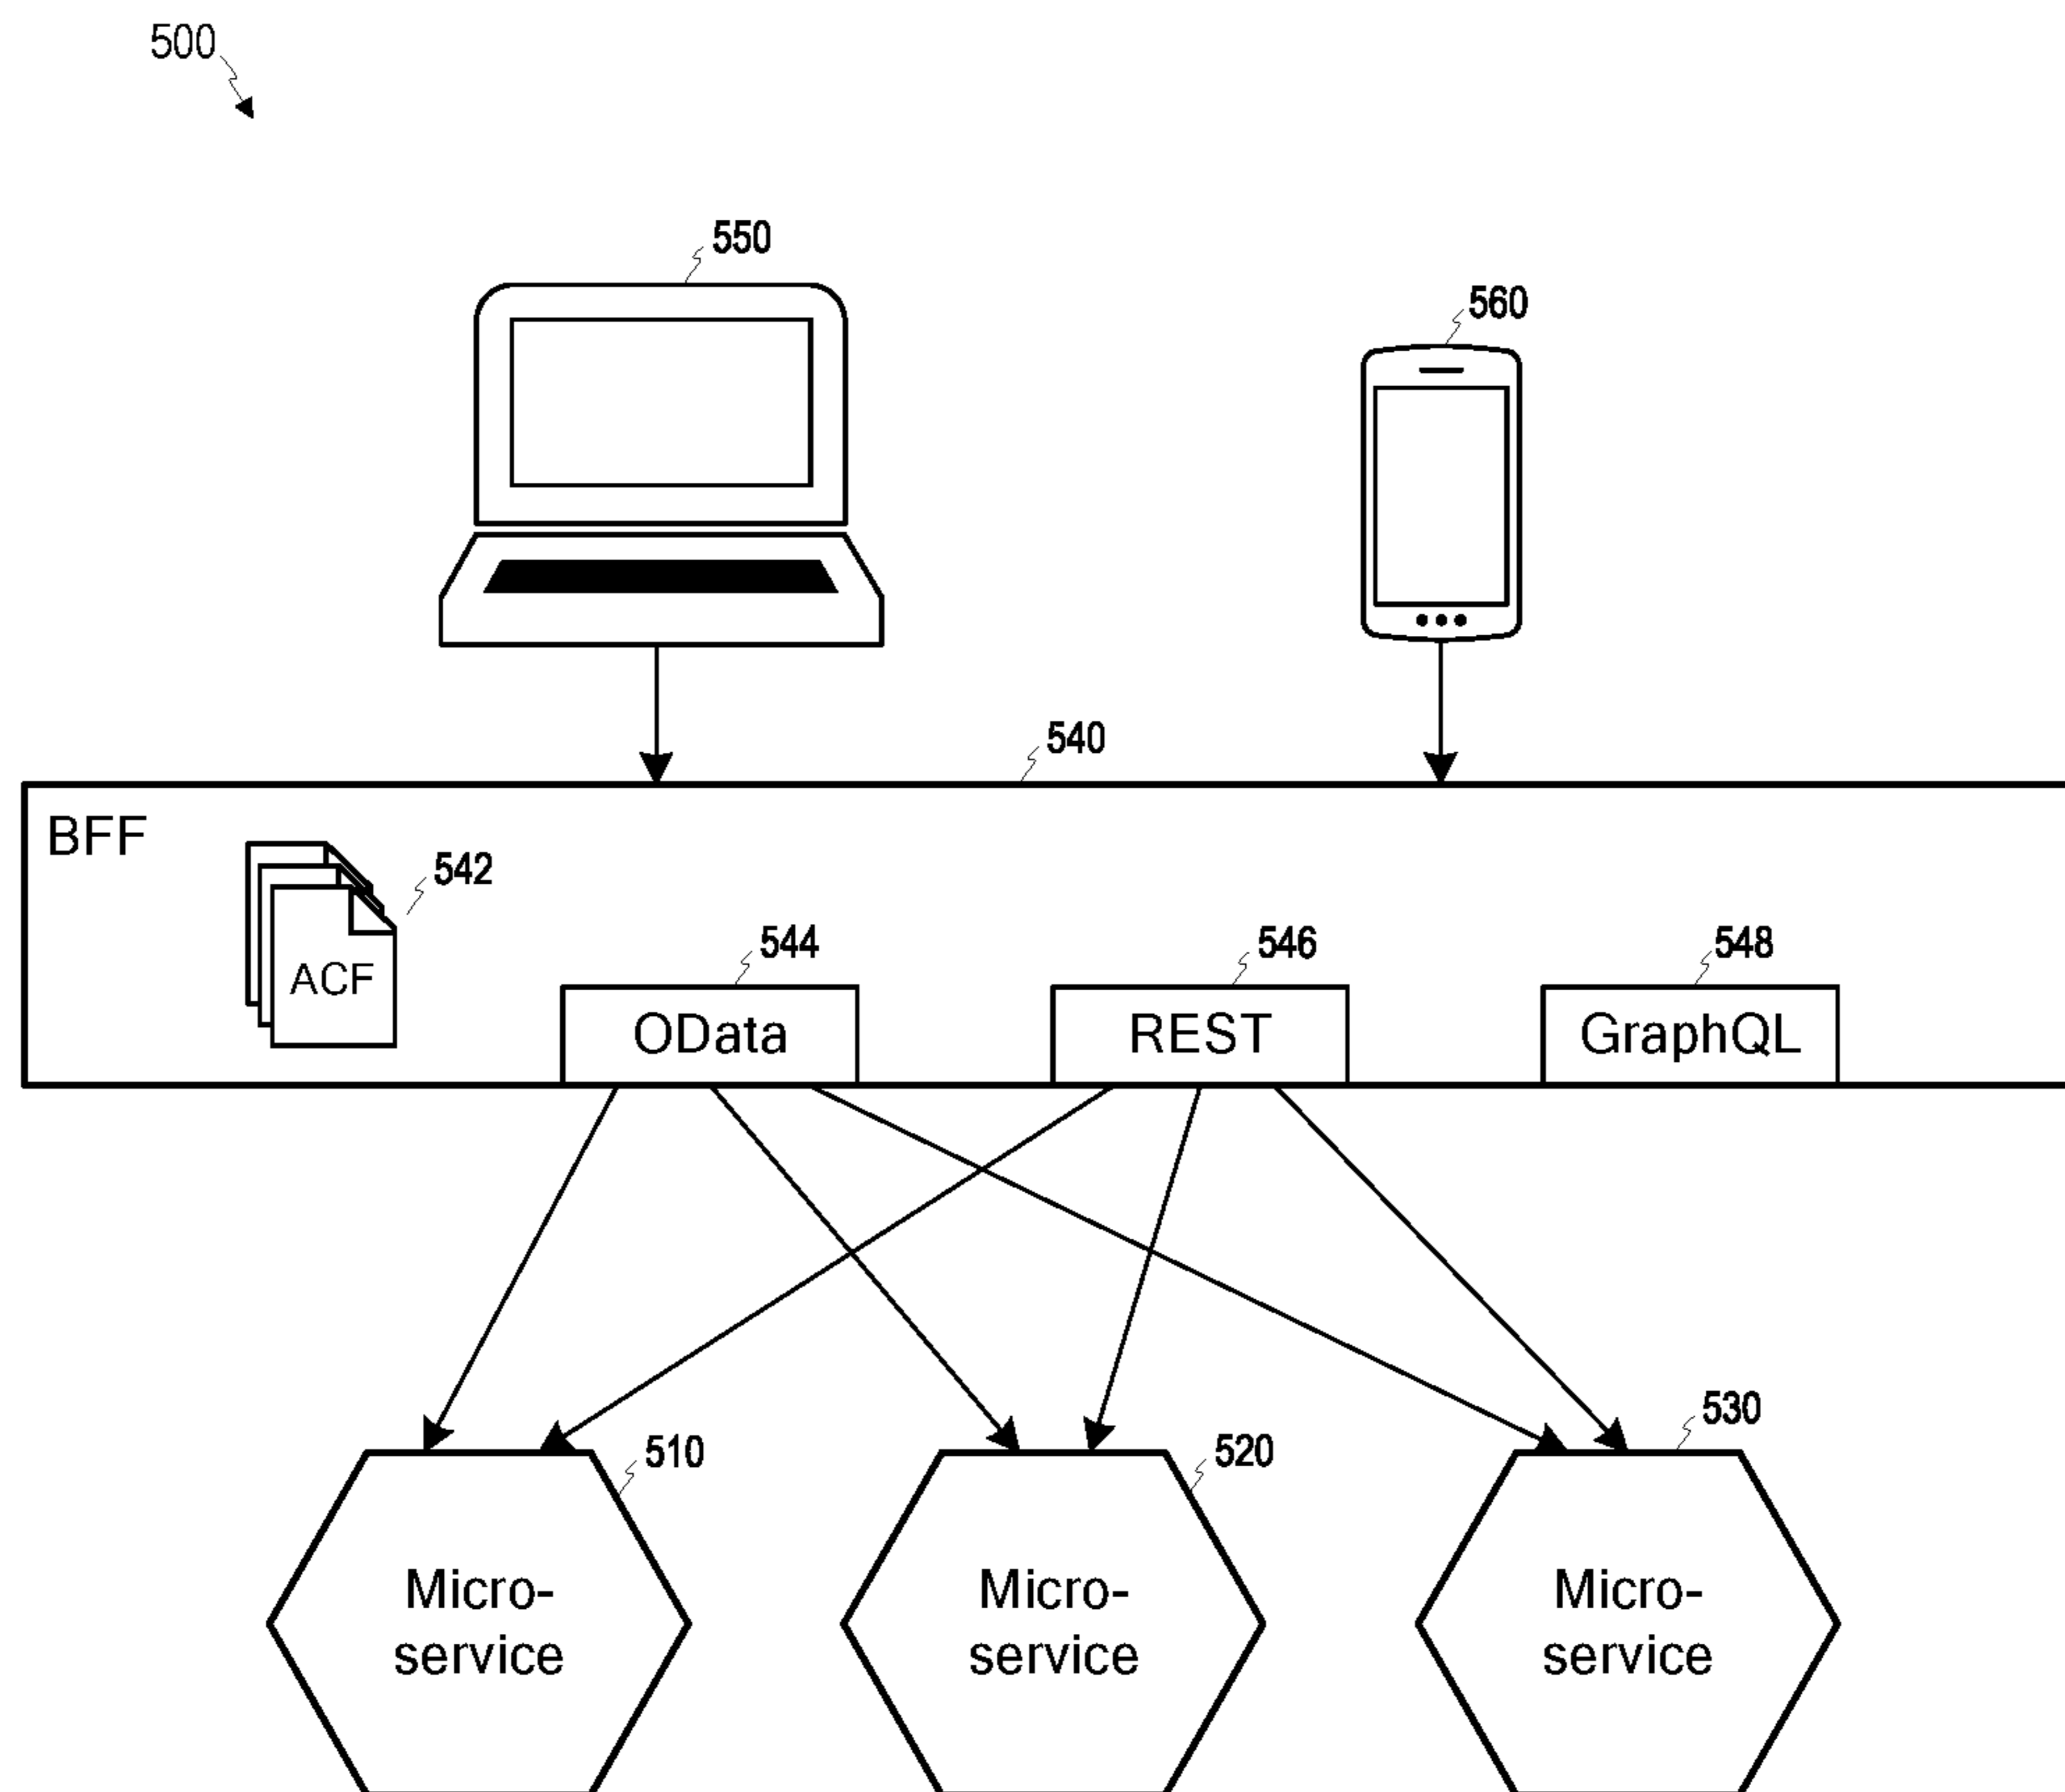 500
550
560
540
BFF
542
ACF
544
546
548
OData
REST
GraphQL
510
520
530
Micro-
service
Micro-
service
Micro-
service